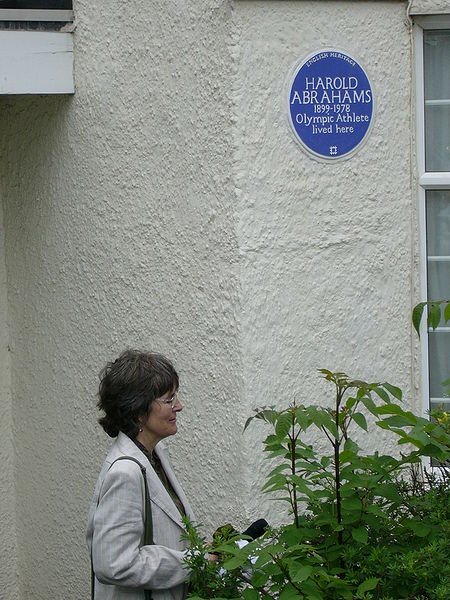 ENGLISH HERITAGE
HAROLD
ABRAHAMS
1899-1978
Olympic Athlete
lived here